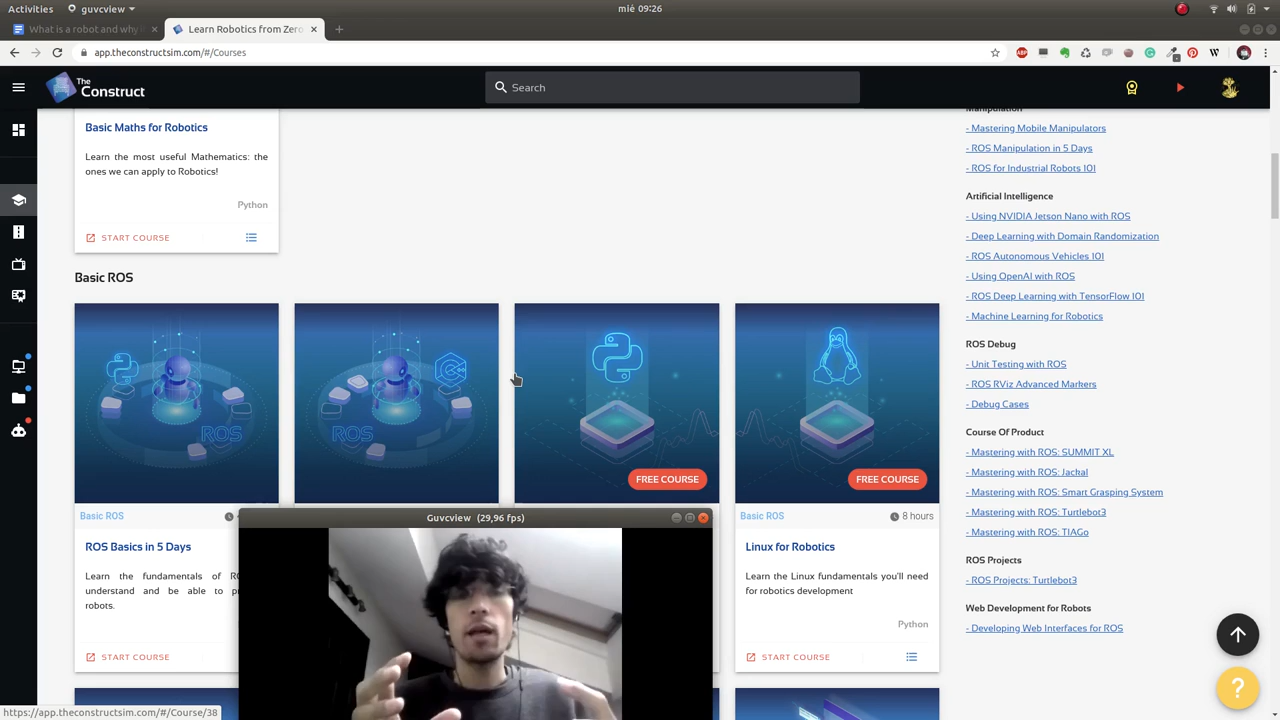 Activities
guvcview
mié 09:26
What is a robot and why
Learn Robotics from Zero
app.theconstructsim.com/#/Courses
The
Construct
Search
Basic Maths for Robotics
Learn the most useful Mathematics: the
ones we can apply to Robotics!
Python
START COURSE
Basic ROS
ROS
ROS
FREE COURSE
FREE COURSE
Basic ROS
Basic ROS
8 hours
ROS Basics in 5 Days
Linux for Robotics
Learn the fundamentals of
understand and be able to
robots.
Learn the Linux fundamentals you'll need
for robotics development
Python
START COURSE
START COURSE
Guvcview (29,96 fps)
Manipulation
- Mastering Mobile Manipulators
- ROS Manipulation in 5 Days
- ROS for Industrial Robots 101
Artificial Intelligence
- Using NVIDIA Jetson Nano with ROS
- Deep Learning with Domain Randomization
- ROS Autonomous Vehicles 101
- Using OpenAI with ROS
- ROS Deep Learning with TensorFlow 101
- Machine Learning for Robotics
ROS Debug
- Unit Testing with ROS
- ROS RViz Advanced Markers
- Debug Cases
Course Of Product
- Mastering with ROS: SUMMIT XL
- Mastering with ROS: Jackal
- Mastering with ROS: Smart Grasping System
- Mastering with ROS: Turtlebot3
- Mastering with ROS: TIAGo
ROS Projects
- ROS Projects: Turtlebot3
Web Development for Robots
- Developing Web Interfaces for ROS
?
https://app.theconstructsim.com/#/Course/38